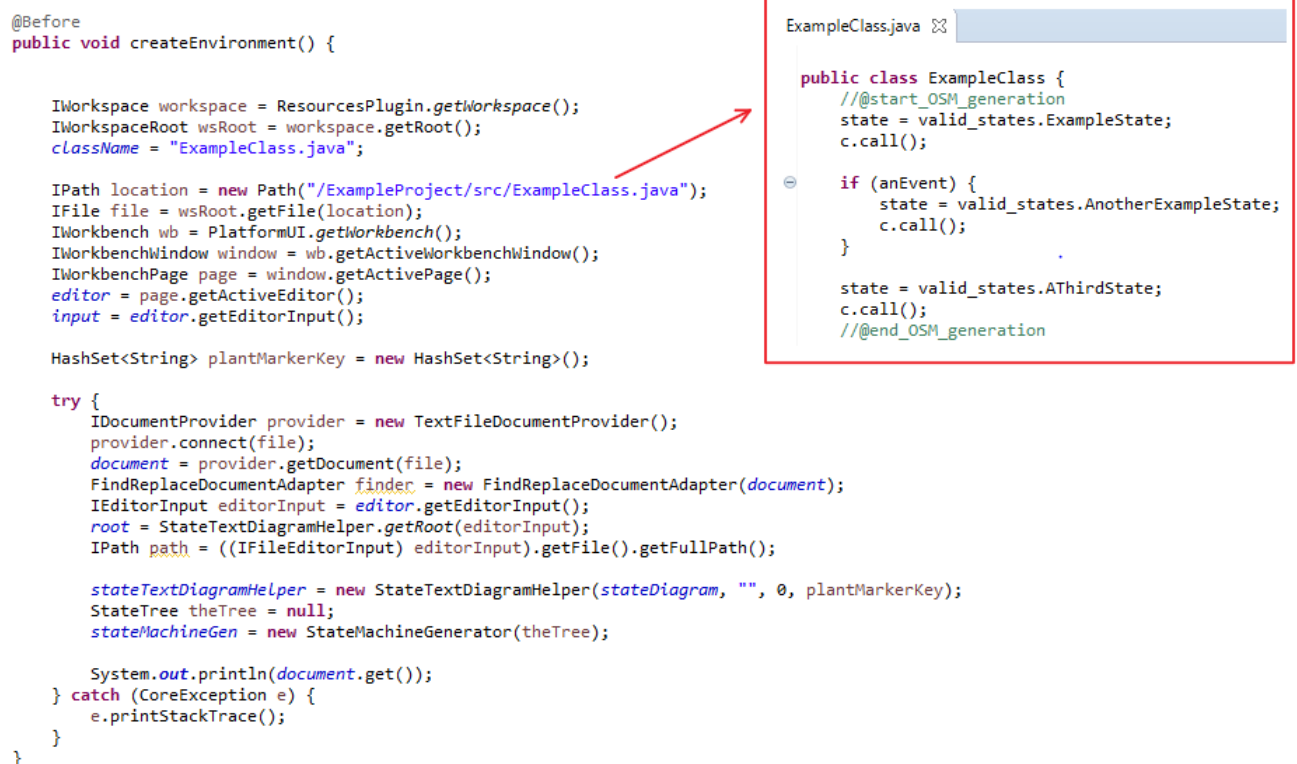 @Before
public void createEnvironment() {
IWorkspace workspace = ResourcesPlugin.getWorkspace();
IWorkspaceRoot wsRoot = workspace.getRoot();
className = "ExampleClass.java";
IPath location = new Path("/ExampleProject/src/ExampleClass.java");
IFile file = wsRoot.getFile(location);
IWorkbench wb = PlatformUI.getWorkbench();
IWorkbenchWindow window = wb.getActiveWorkbenchWindow();
IWorkbenchPage page = window.getActivePage();
editor = page.getActiveEditor();
input = editor.getEditorInput();
HashSet<String> plantMarkerKey = new HashSet<String>();
try {
IDocumentProvider provider = new TextFileDocumentProvider();
provider.connect(file);
document = provider.getDocument(file);
FindReplaceDocumentAdapter finder = new FindReplaceDocumentAdapter(document);
IEditorInput editorInput = editor.getEditorInput();
root = StateTextDiagramHelper.getRoot(editorInput);
IPath path = ((IFileEditorInput) editorInput).getFile().getFullPath();
stateTextDiagramHelper = new StateTextDiagramHelper(stateDiagram, "", 0, plantMarkerKey);
StateTree theTree = null;
stateMachineGen = new StateMachineGenerator(theTree);
System.out.println(document.get());
} catch (CoreException e) {
e.printStackTrace();
}
}
ExampleClass.java
public class ExampleClass {
//@start_OSM_generation
state = valid_states.ExampleState;
c.call();
if (anEvent) {
state = valid_states.AnotherExampleState;
c.call();
}
state = valid_states.AThirdState;
c.call();
//@end_OSM_generation